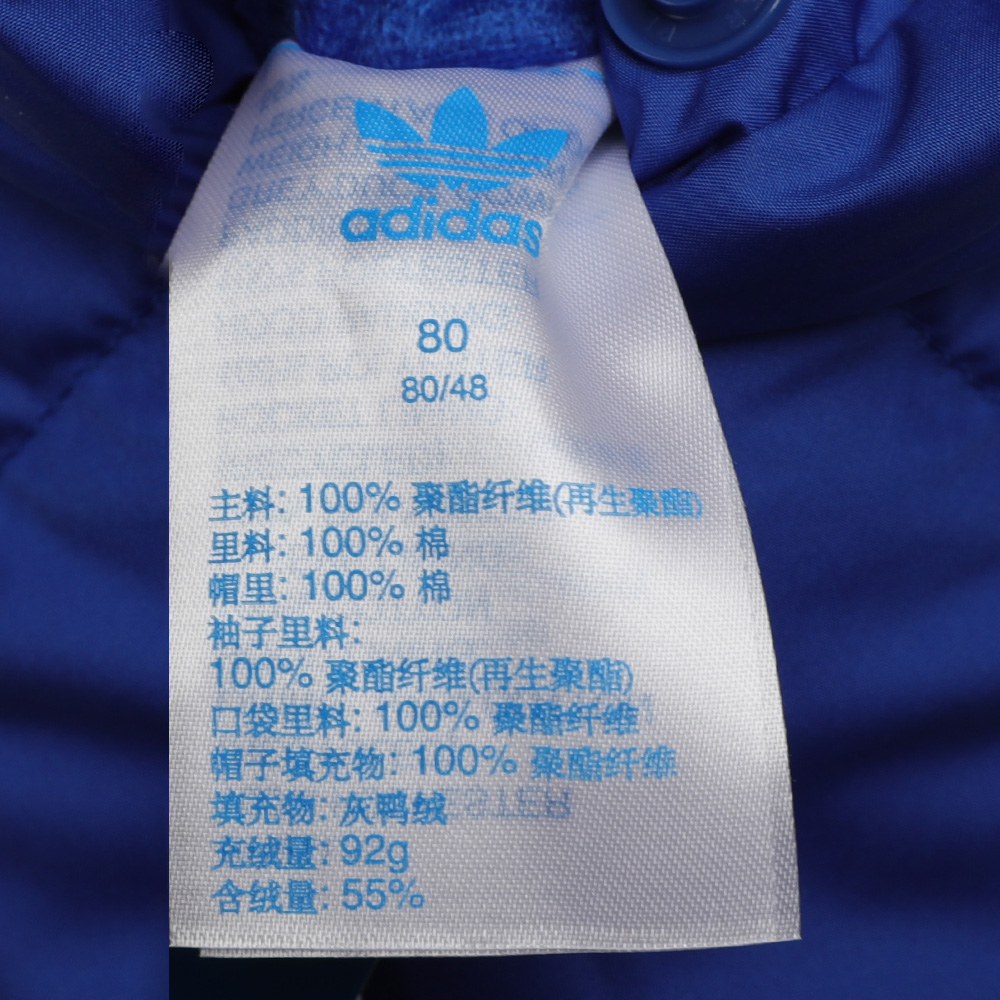 adidas
80
80/48
主料: 100% 聚酯纤维(再生聚酯)
里料: 100% 棉
帽里: 100% 棉
袖子里料:
100% 聚酯纤维(再生聚酯)
口袋里料: 100% 聚酯纤维
帽子填充物: 100% 聚酯纤维
填充物: 灰鸭绒
充绒量: 92g
含绒量: 55%